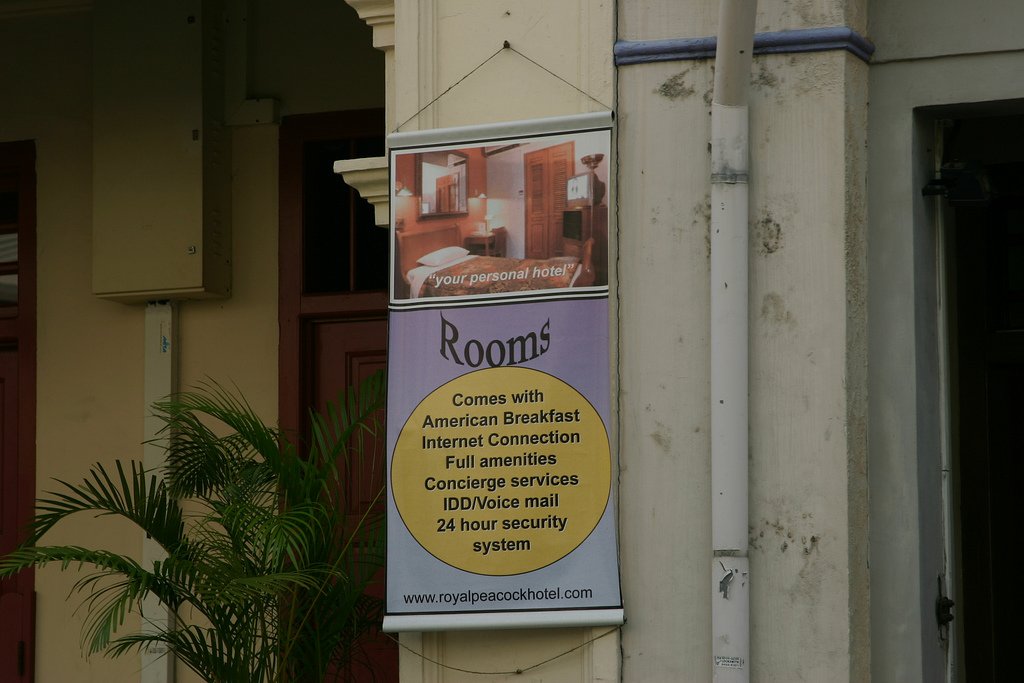 "your personal hotel"
Rooms
Comes with
American Breakfast
Internet Connection
Full amenities
Concierge services
IDD/Voice mail
24 hour security
system
www.royalpeacockhotel.com